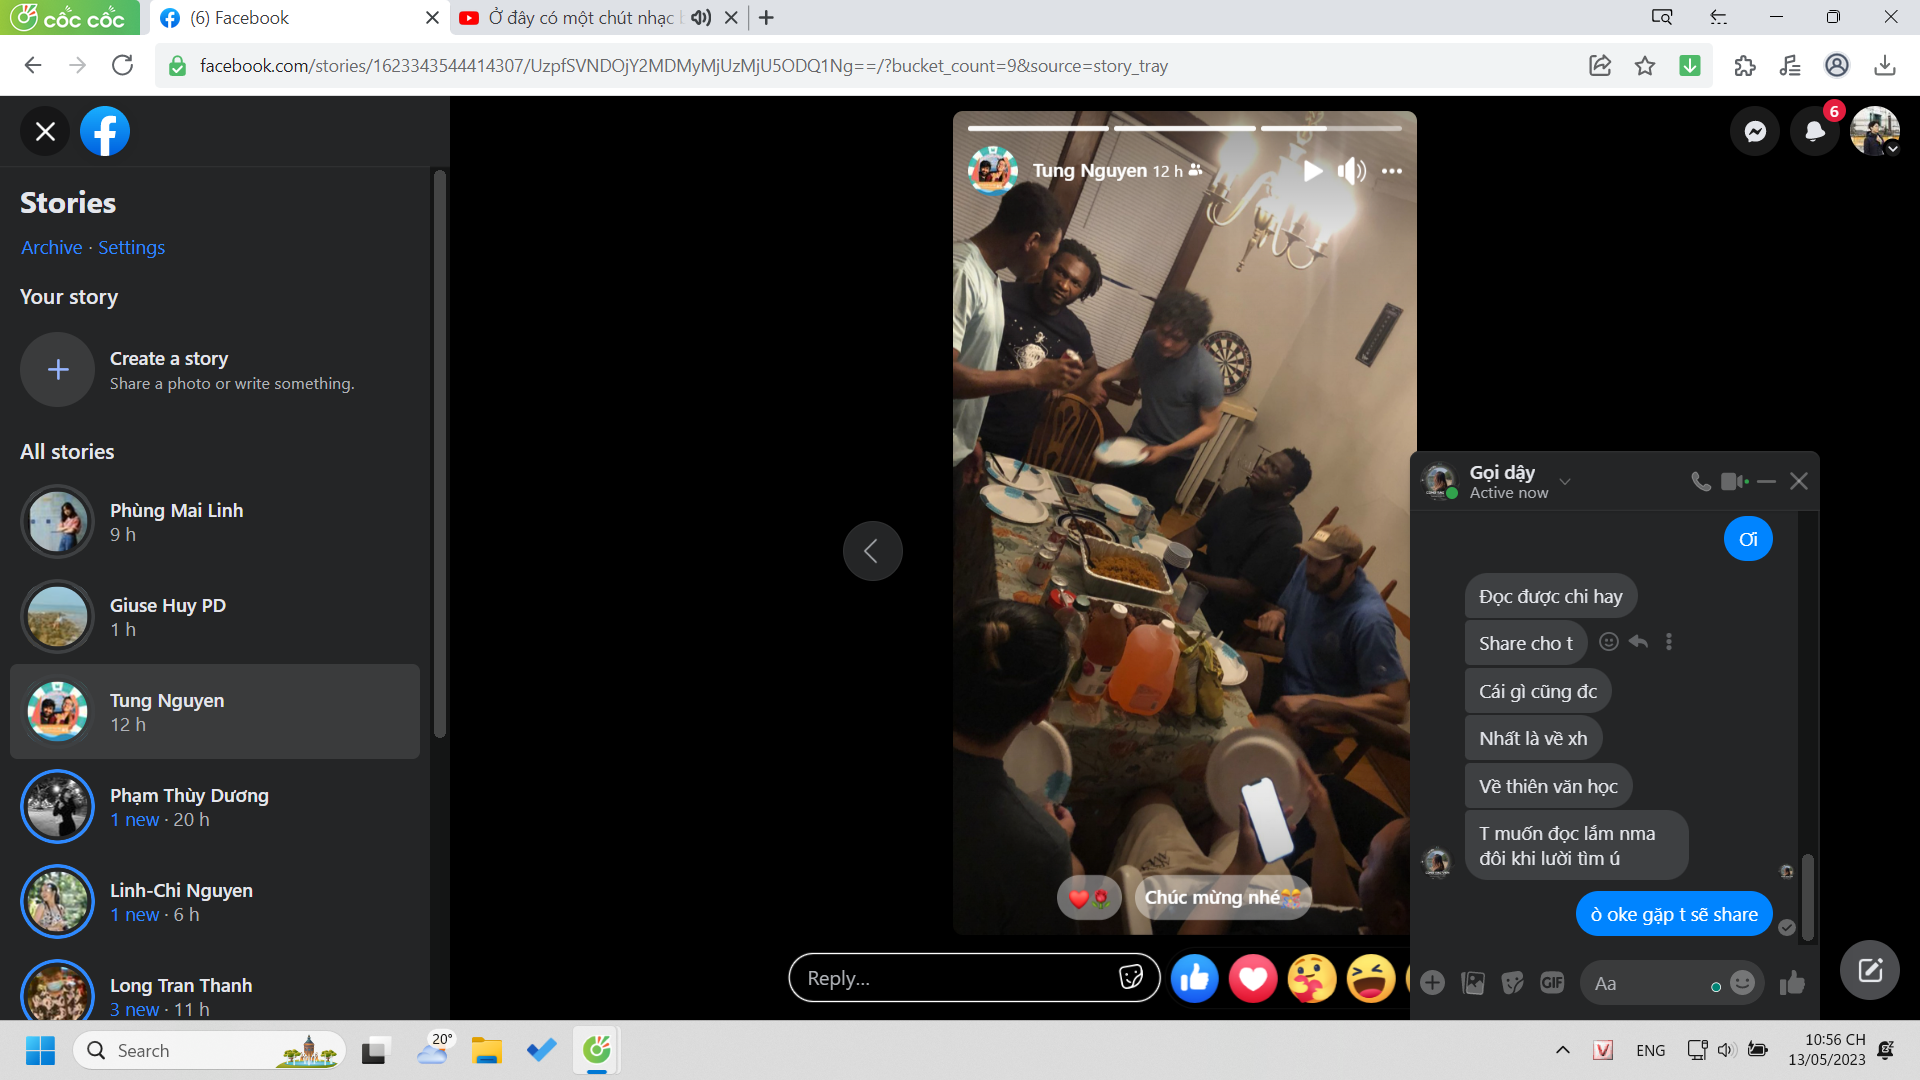 cốc cốc
(6) Facebook
Ở đây có một chút nhạc
facebook.com/stories/1623343544414307/UzpfSVNDOjY2MDMyMjUzMjU5ODQ1Ng==/?bucket_count=9&source=story_tray
6
Stories
Archive · Settings
Your story
Create a story
Share a photo or write something.
All stories
Phùng Mai Linh
9 h
Giuse Huy PD
1 h
Tung Nguyen
12 h
Phạm Thùy Dương
1 new · 20 h
Linh-Chi Nguyen
1 new · 6 h
Long Tran Thanh
3 new · 11 h
Tung Nguyen 12 h
Chúc mừng nhé
Reply...
Gọi dậy
Active now
Ơi
Đọc được chi hay
Share cho t
Cái gì cũng đc
Nhất là về xh
Về thiên văn học
T muốn đọc lắm nma
đôi khi lười tìm ú
ò oke gặp t sẽ share
GIF
Aa
Search
20°
V
ENG
10:56 CH
13/05/2023